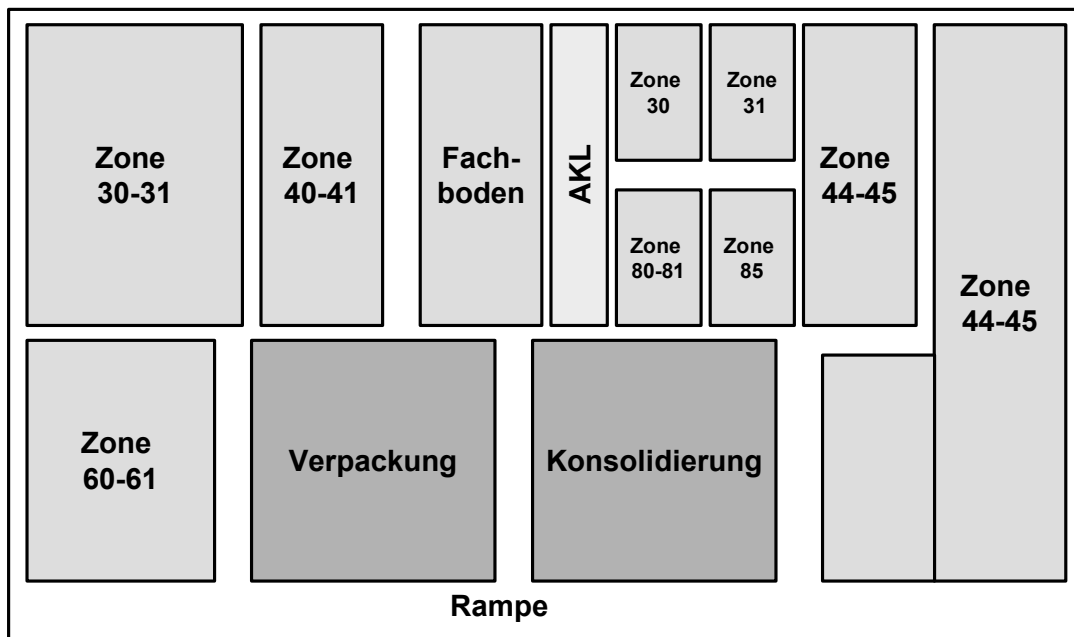 Zone
30-31
Zone
40-41
Fach-
boden
AKL
Zone
30
Zone
31
Zone
80-81
Zone
85
Zone
44-45
Zone
44-45
Zone
60-61
Verpackung
Konsolidierung
Rampe